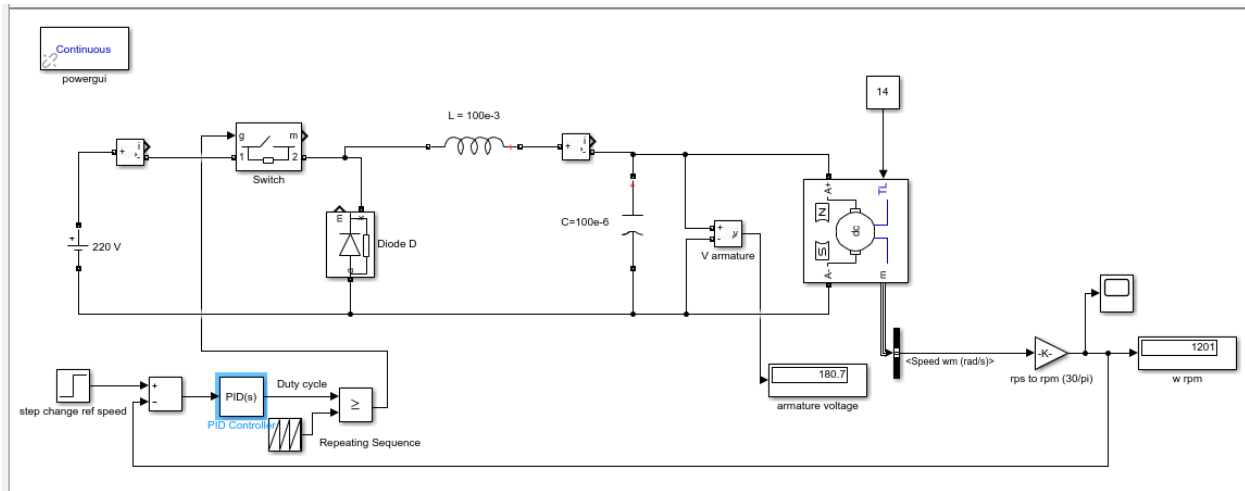 Continuous
powergui
14
L = 100e-3
i
+
-
g
m
1
2
Switch
i
+
-
220 V
+
m
k
a
Diode D
C=100e-6
+
-
v
V armature
A+
TL
N
S
dc
A-
m
<Speed wm (rad/s)>
-K-
rps to rpm (30/pi)
1201
w rpm
180.7
armature voltage
step change ref speed
+
−
PID(s)
PID Controller
Duty cycle
≥
Repeating Sequence